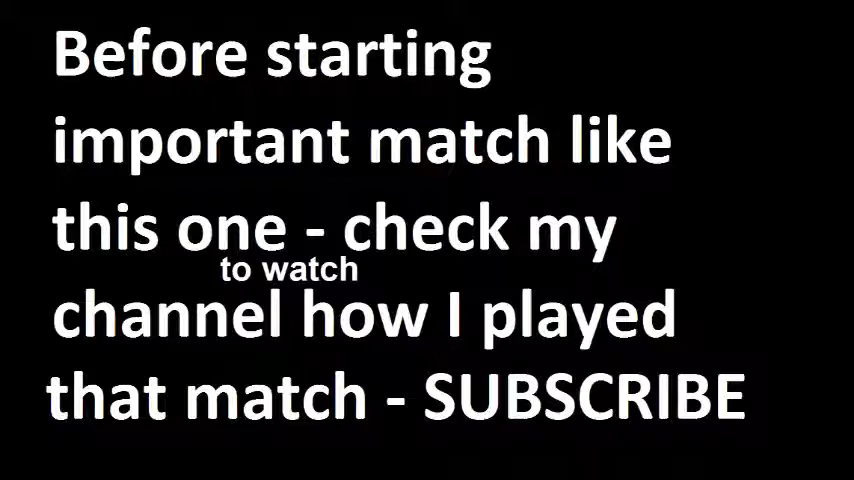 Before starting
important match like
this one - check my
to watch
channel how I played
that match - SUBSCRIBE